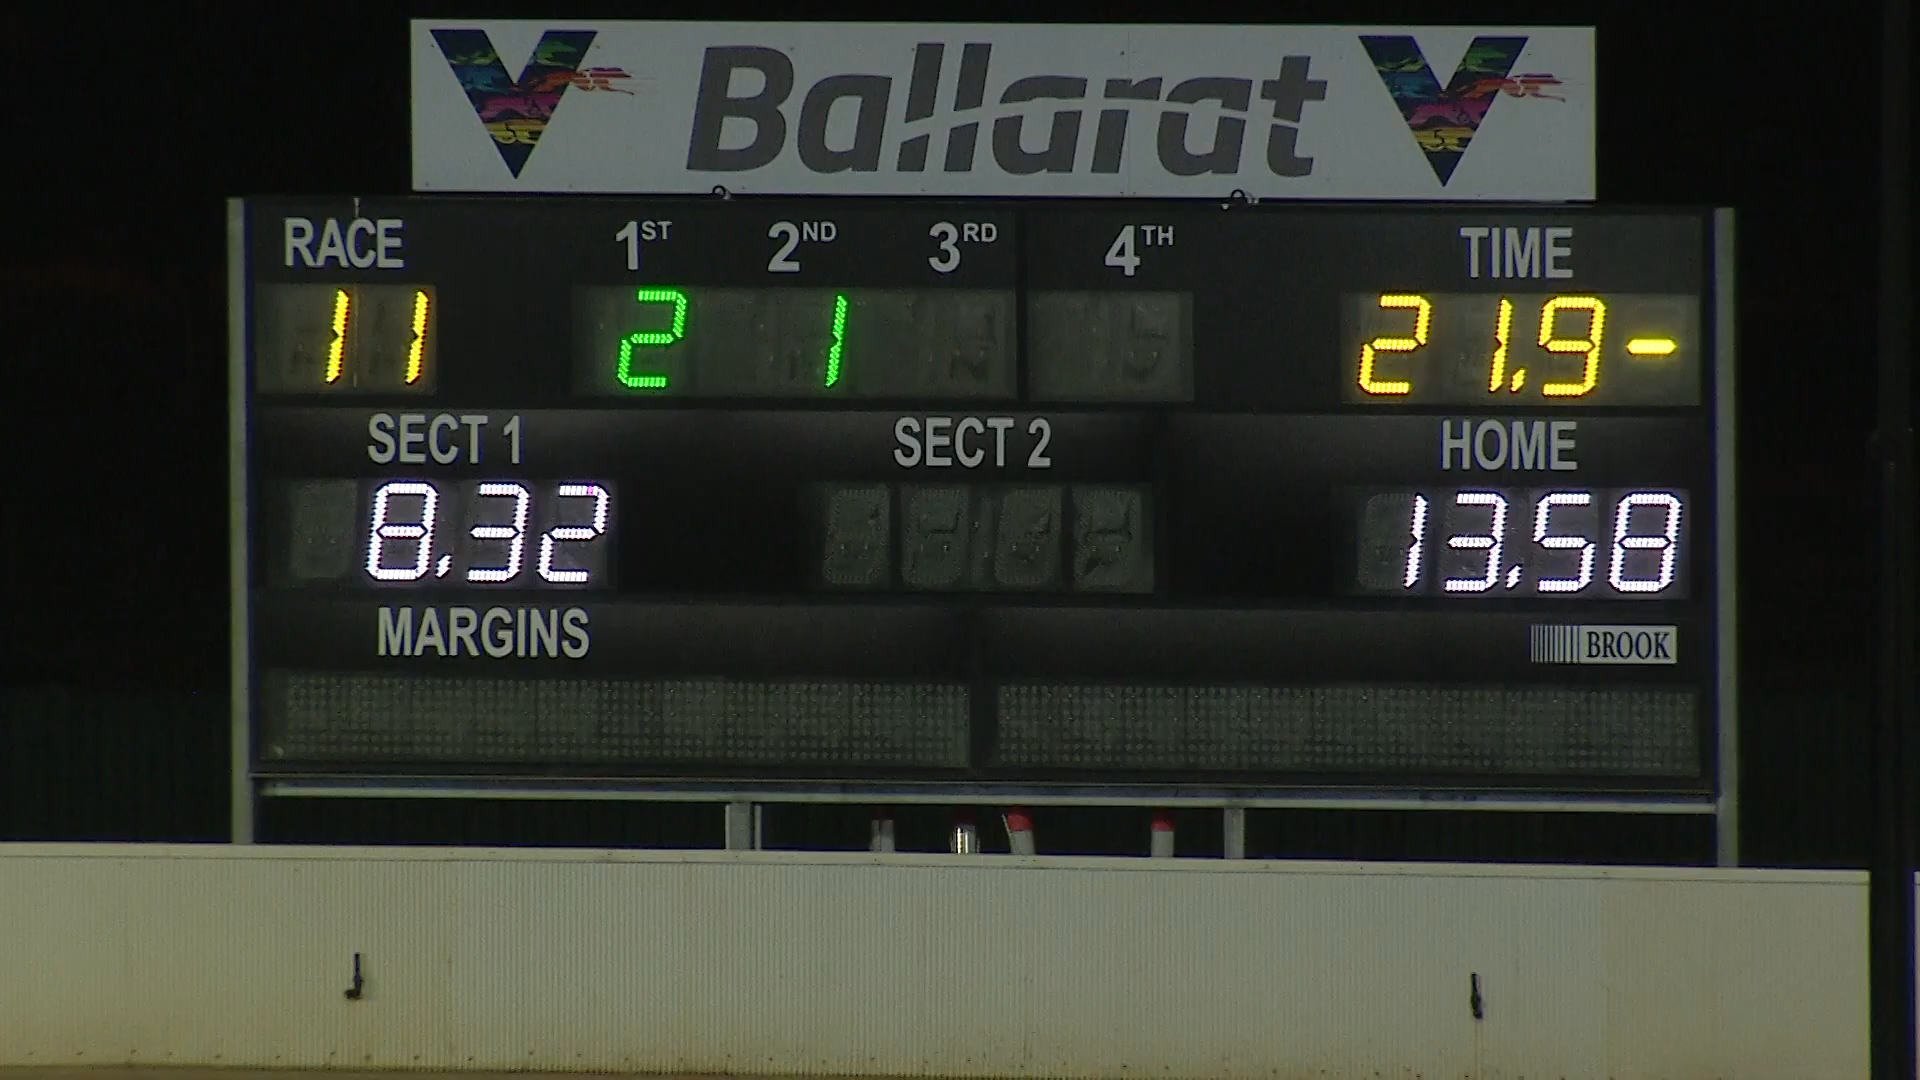 Ballarat
RACE 1ST 2ND 3RD 4TH TIME
11 2 1 21.9-
SECT 1 SECT 2 HOME
8.32 13.58
MARGINS
BROOK